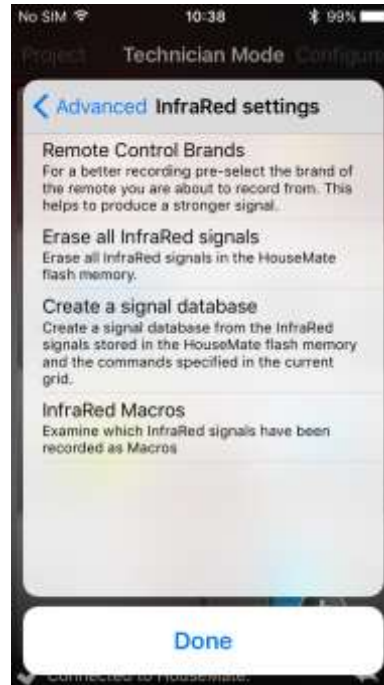 No SIM 10:38 99%
Project Technician Mode Configur
Advanced InfraRed settings
Remote Control Brands
For a better recording pre-select the brand of
the remote you are about to record from. This
helps to produce a stronger signal.
Erase all InfraRed signals
Erase all InfraRed signals in the HouseMate
flash memory.
Create a signal database
Create a signal database from the InfraRed
signals stored in the HouseMate flash memory
and the commands specified in the current
grid.
InfraRed Macros
Examine which InfraRed signals have been
recorded as Macros
Done
Connected to HouseMate.